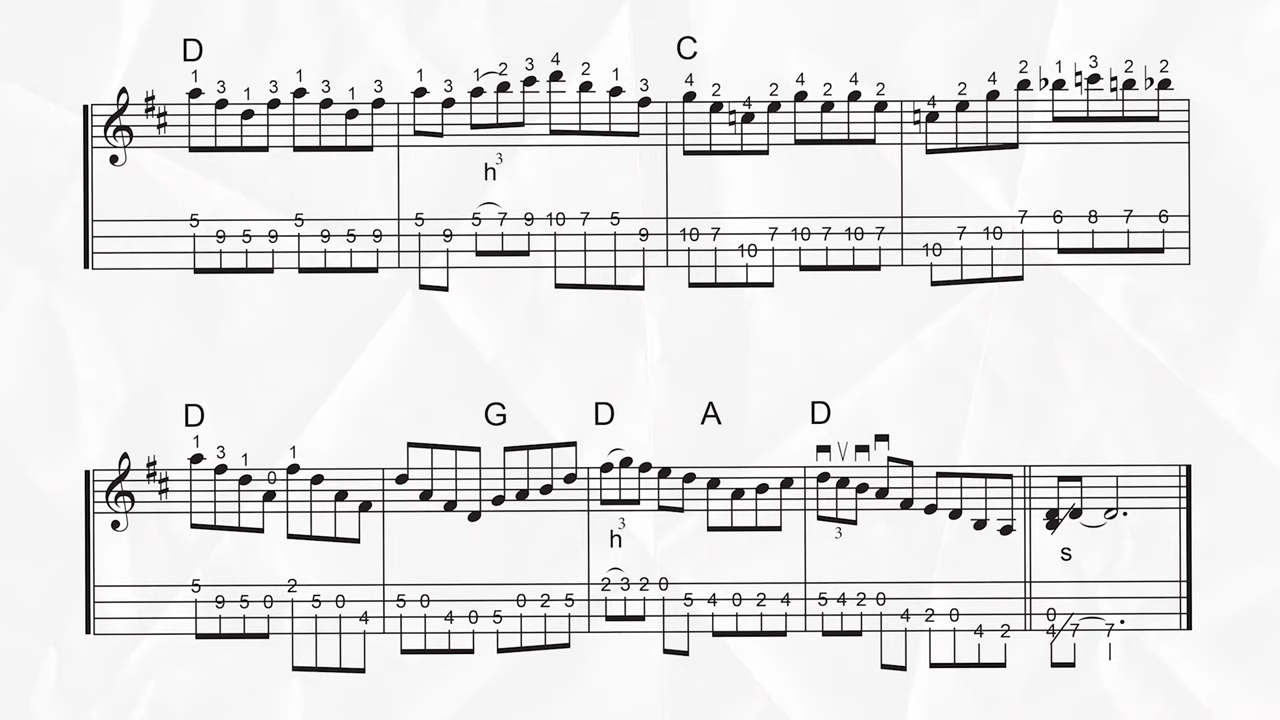 D C
1 3 1 3 1 3 1 3 1 3 1 2 3 4 2 1 3 4 2 4 2 4 2 4 2 4 2 4 2 1 3 2 2
3
h
5 9 5 9 5 9 5 9 5 9 5 7 9 10 7 5 9 10 7 10 7 10 7 10 7 10 7 10 7 6 8 7 6
D G D A D
1 3 1 0 1
3 3
h s
5 9 5 0 2 5 0 4 5 0 4 0 5 0 2 5 2 3 2 0 5 4 0 2 4 5 4 2 0 4 2 0 4 2 0
4 7 7